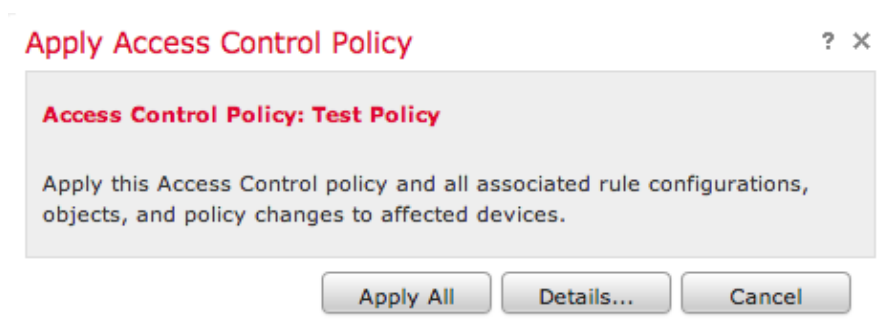 Apply Access Control Policy ? ×
Access Control Policy: Test Policy
Apply this Access Control policy and all associated rule configurations,
objects, and policy changes to affected devices.
Apply All Details... Cancel